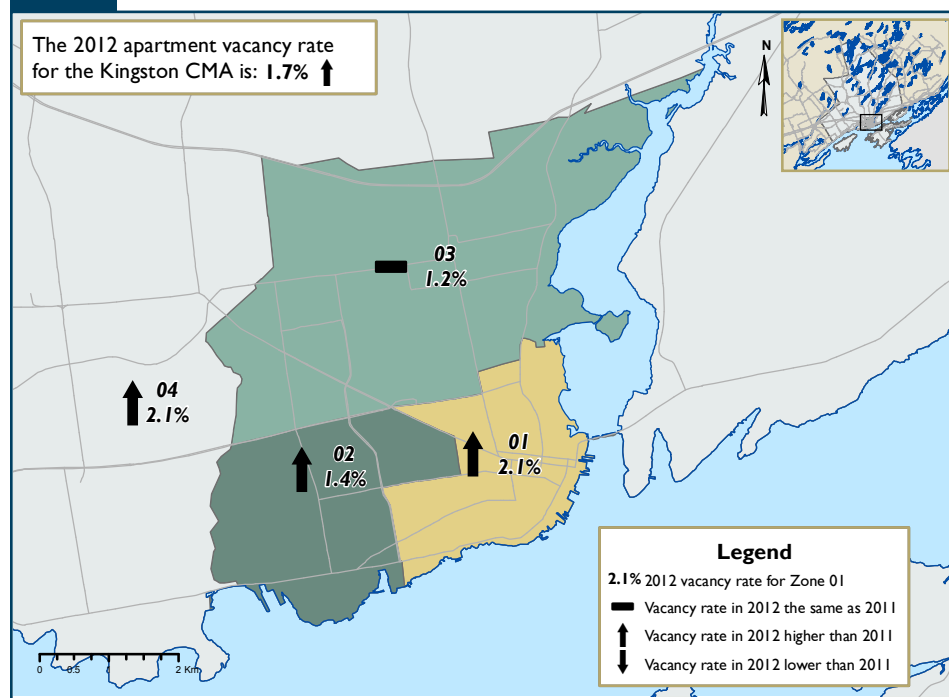 The 2012 apartment vacancy rate
for the Kingston CMA is: 1.7%
N
03
1.2%
04
2.1%
02
1.4%
01
2.1%
Legend
2.1% 2012 vacancy rate for Zone 01
Vacancy rate in 2012 the same as 2011
Vacancy rate in 2012 higher than 2011
Vacancy rate in 2012 lower than 2011
0 0.5 2 Km